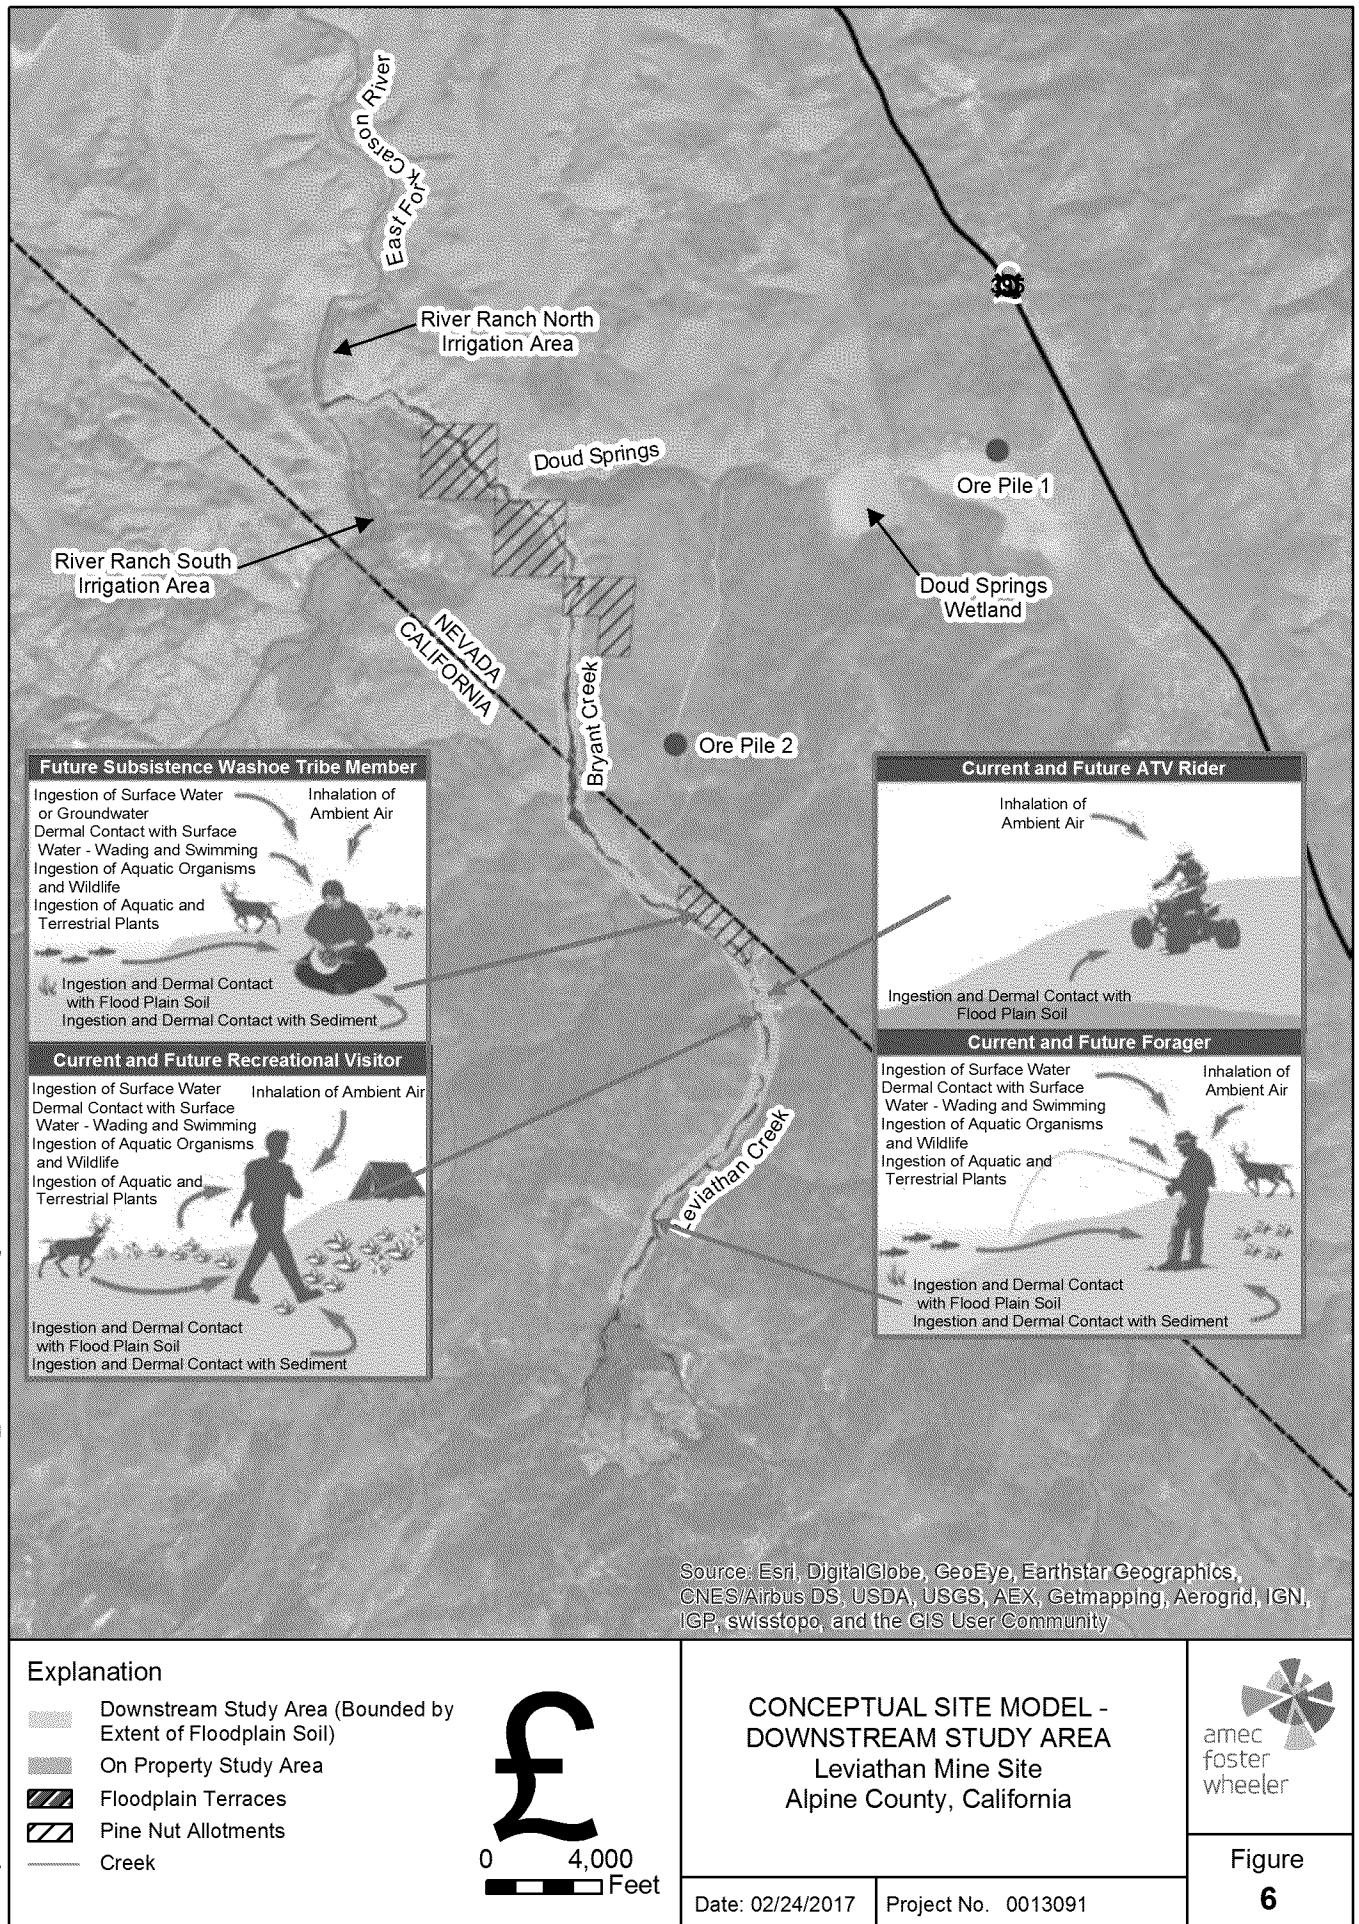 East Fork Carson River
River Ranch North
Irrigation Area
Doud Springs
Ore Pile 1
River Ranch South
Irrigation Area
Doud Springs
Wetland
NEVADA
CALIFORNIA
Bryant Creek
Ore Pile 2
Future Subsistence Washoe Tribe Member
Ingestion of Surface Water
or Groundwater
Dermal Contact with Surface
Water - Wading and Swimming
Ingestion of Aquatic Organisms
and Wildlife
Ingestion of Aquatic and
Terrestrial Plants
Inhalation of
Ambient Air
Ingestion and Dermal Contact
with Flood Plain Soil
Ingestion and Dermal Contact with Sediment
Current and Future Recreational Visitor
Ingestion of Surface Water
Dermal Contact with Surface
Water - Wading and Swimming
Ingestion of Aquatic Organisms
and Wildlife
Ingestion of Aquatic and
Terrestrial Plants
Inhalation of Ambient Air
Ingestion and Dermal Contact
with Flood Plain Soil
Ingestion and Dermal Contact with Sediment
Current and Future ATV Rider
Inhalation of
Ambient Air
Ingestion and Dermal Contact with
Flood Plain Soil
Current and Future Forager
Ingestion of Surface Water
Dermal Contact with Surface
Water - Wading and Swimming
Ingestion of Aquatic Organisms
and Wildlife
Ingestion of Aquatic and
Terrestrial Plants
Inhalation of
Ambient Air
Ingestion and Dermal Contact
with Flood Plain Soil
Ingestion and Dermal Contact with Sediment
Leviathan Creek
Source: Esri, DigitalGlobe, GeoEye, Earthstar Geographics,
CNES/Airbus DS, USDA, USGS, AEX, Getmapping, Aerogrid, IGN,
IGP, swisstopo, and the GIS User Community
Explanation
Downstream Study Area (Bounded by
Extent of Floodplain Soil)
On Property Study Area
Floodplain Terraces
Pine Nut Allotments
Creek
£
0 4,000
Feet
CONCEPTUAL SITE MODEL -
DOWNSTREAM STUDY AREA
Leviathan Mine Site
Alpine County, California
Date: 02/24/2017
Project No. 0013091
amec
foster
wheeler
Figure
6